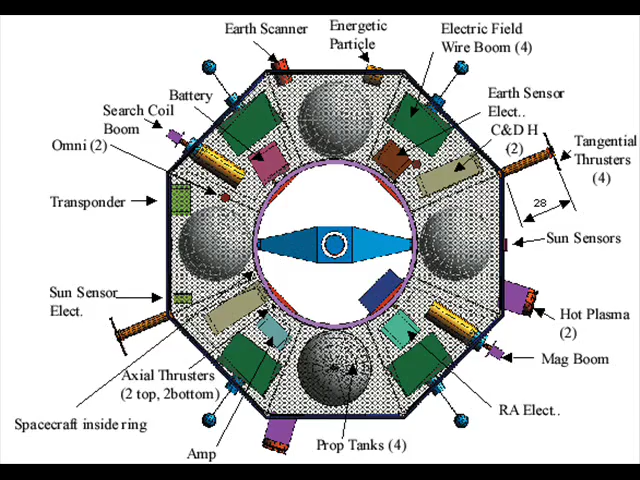 Earth Scanner
Energetic
Particle
Electric Field
Wire Boom (4)
Battery
Earth Sensor
Elect..
C&D H
(2)
Search Coil
Boom
Omni (2)
Tangential
Thrusters
(4)
Transponder
28
Sun Sensors
Sun Sensor
Elect.
Hot Plasma
(2)
Mag Boom
Axial Thrusters
(2 top, 2bottom)
RA Elect..
Spacecraft inside ring
Amp
Prop Tanks (4)